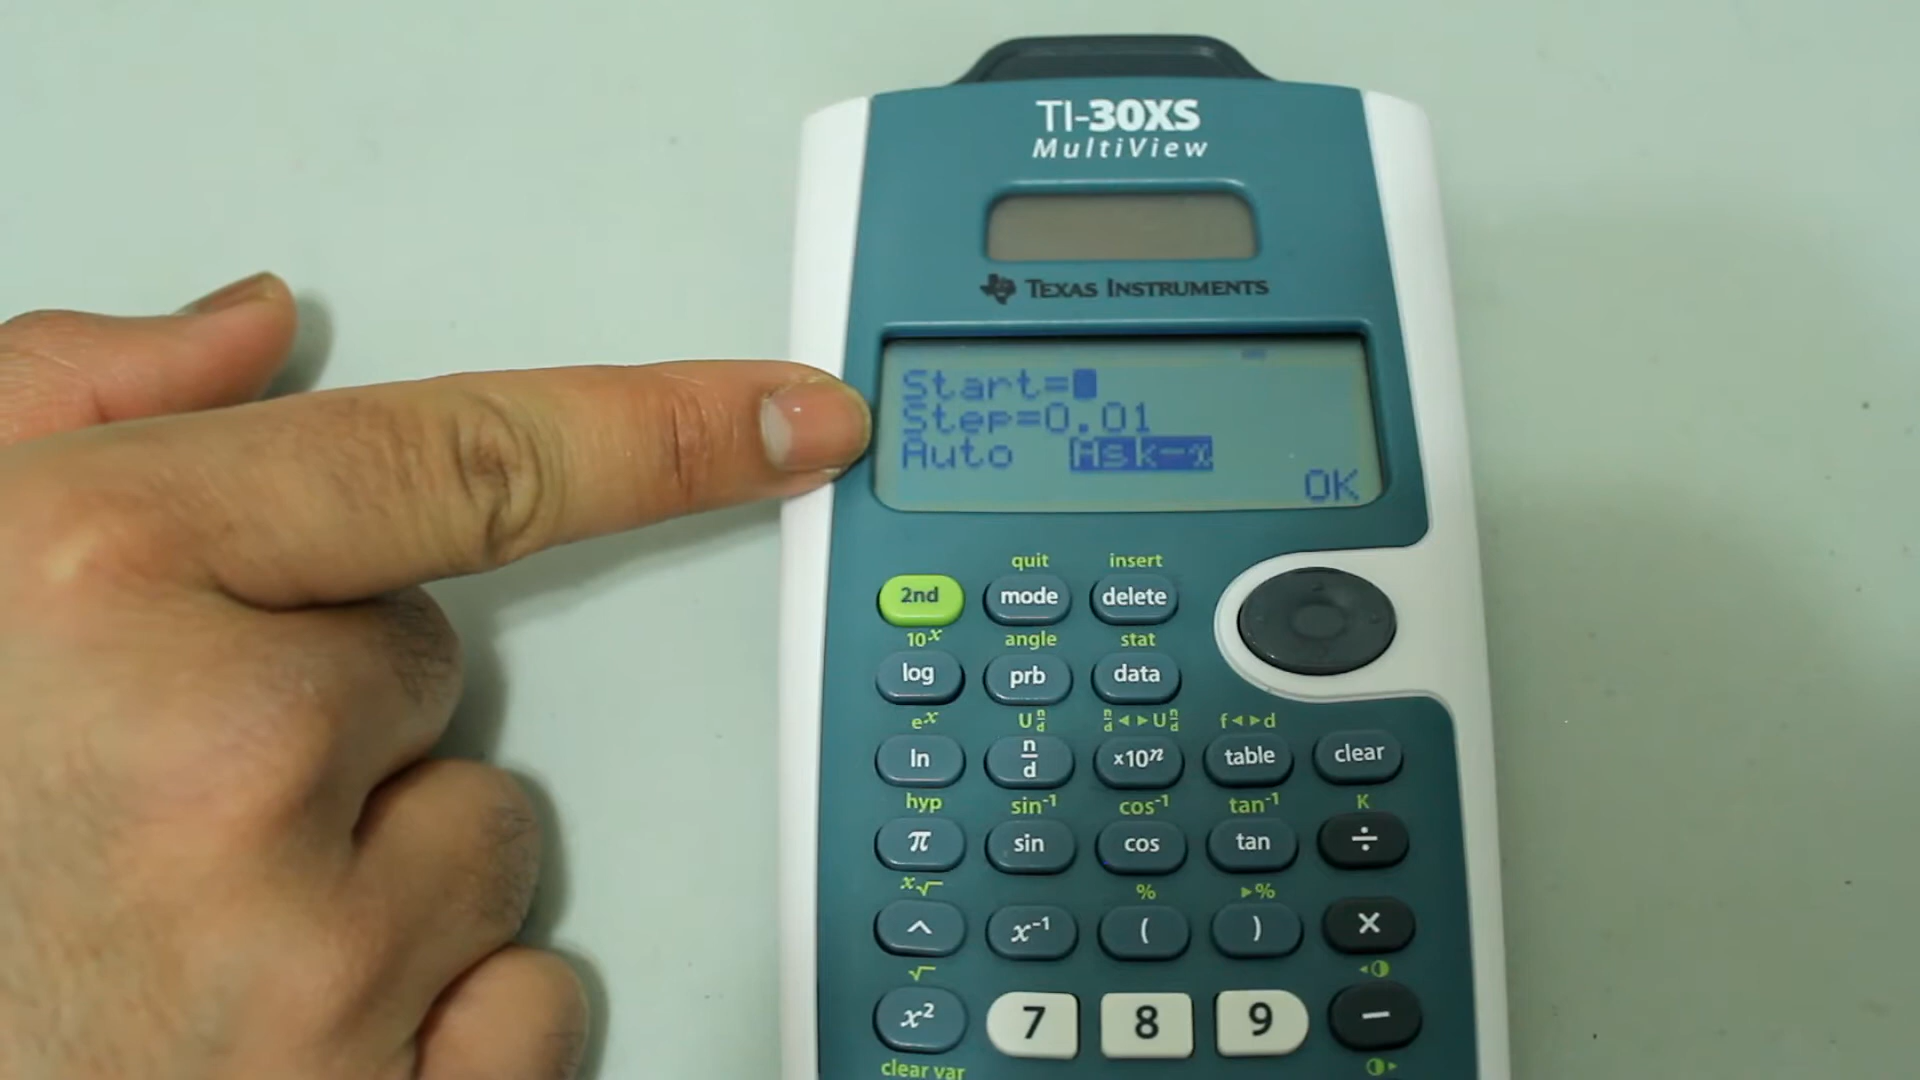 TI-30XS
MultiView
TEXAS INSTRUMENTS
Start=
Step=0.01
Auto Ask-x
OK
quit insert
2nd mode delete
10ˣ angle stat
log prb data
eˣ U n/d n/d ◄► U n/d f◄►d
ln n/d ×10ⁿ table clear
hyp sin⁻¹ cos⁻¹ tan⁻¹ K
π sin cos tan ÷
ˣ√ % ►%
^ x⁻¹ ( ) ×
√ ◄◑
x² 7 8 9 −
clear var ◑►